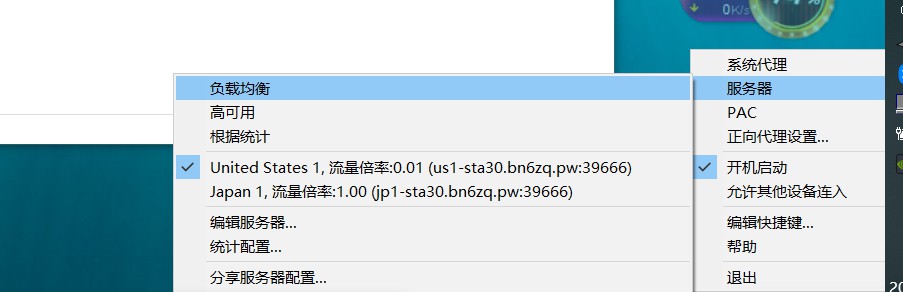 0K/s
系统代理
服务器
PAC
正向代理设置...
开机启动
允许其他设备连入
编辑快捷键...
帮助
退出
负载均衡
高可用
根据统计
United States 1, 流量倍率:0.01 (us1-sta30.bn6zq.pw:39666)
Japan 1, 流量倍率:1.00 (jp1-sta30.bn6zq.pw:39666)
编辑服务器...
统计配置...
分享服务器配置...
20